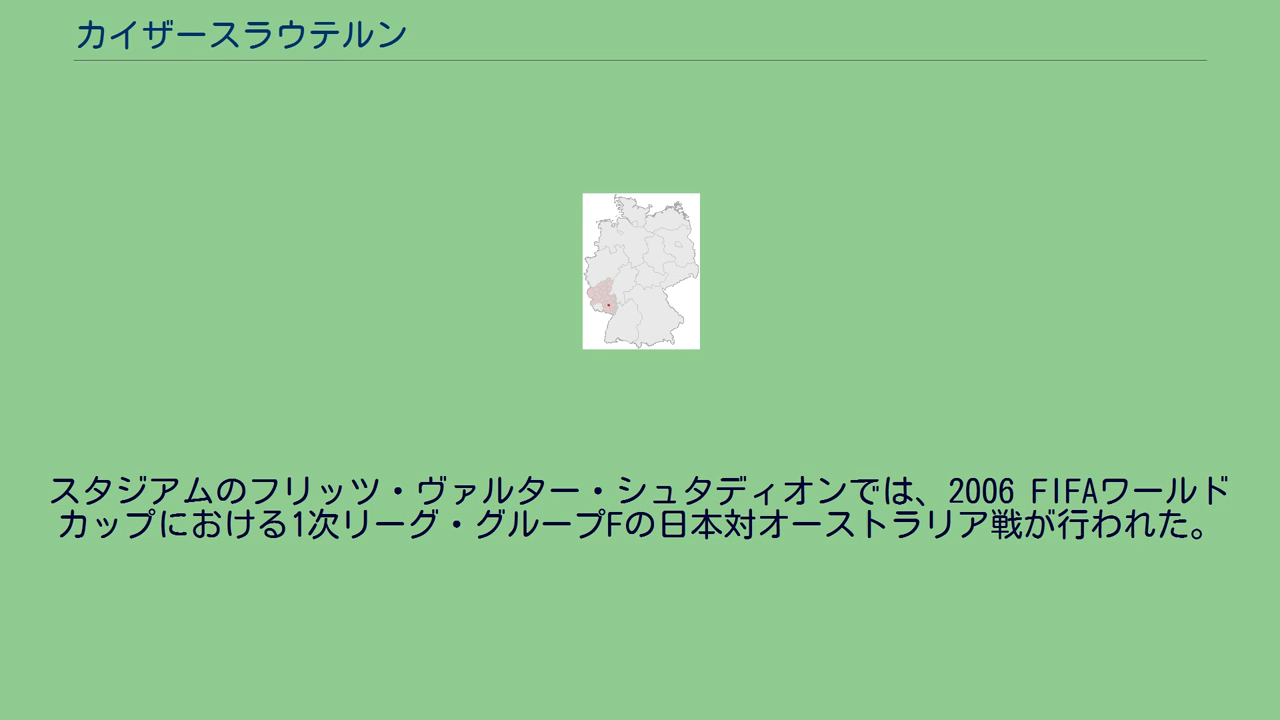 カイザースラウテルン
スタジアムのフリッツ・ヴァルター・シュタディオンでは、2006 FIFAワールド
カップにおける1次リーグ・グループFの日本対オーストラリア戦が行われた。